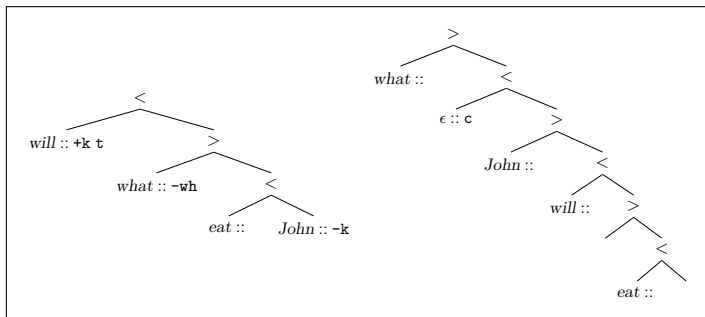 <
will :: +k t
>
what :: -wh
<
eat ::
John :: -k
>
what ::
<
ϵ :: c
>
John ::
<
will ::
>
<
eat ::